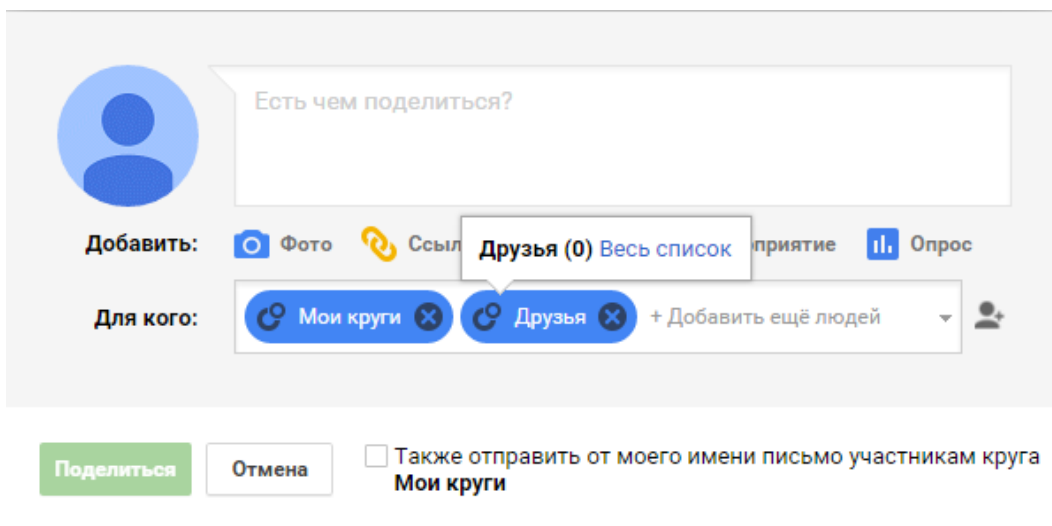 Есть чем поделиться?
Добавить: Фото Ссыл оприятие Опрос
Друзья (0) Весь список
Для кого: Мои круги Друзья + Добавить ещё людей
Поделиться Отмена Также отправить от моего имени письмо участникам круга
Мои круги